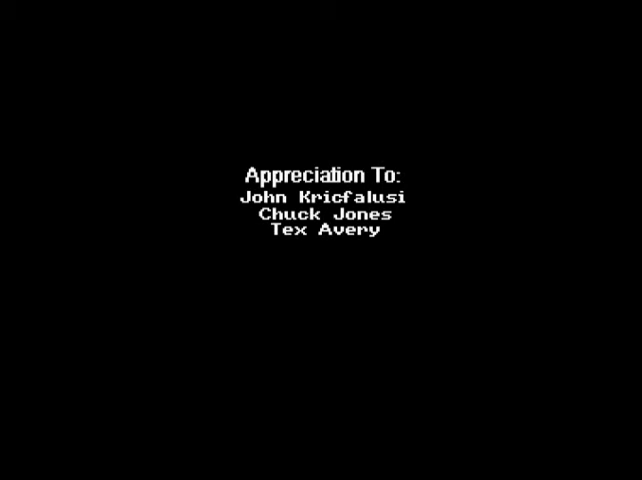 Appreciation To:
John Kricfalusi
Chuck Jones
Tex Avery